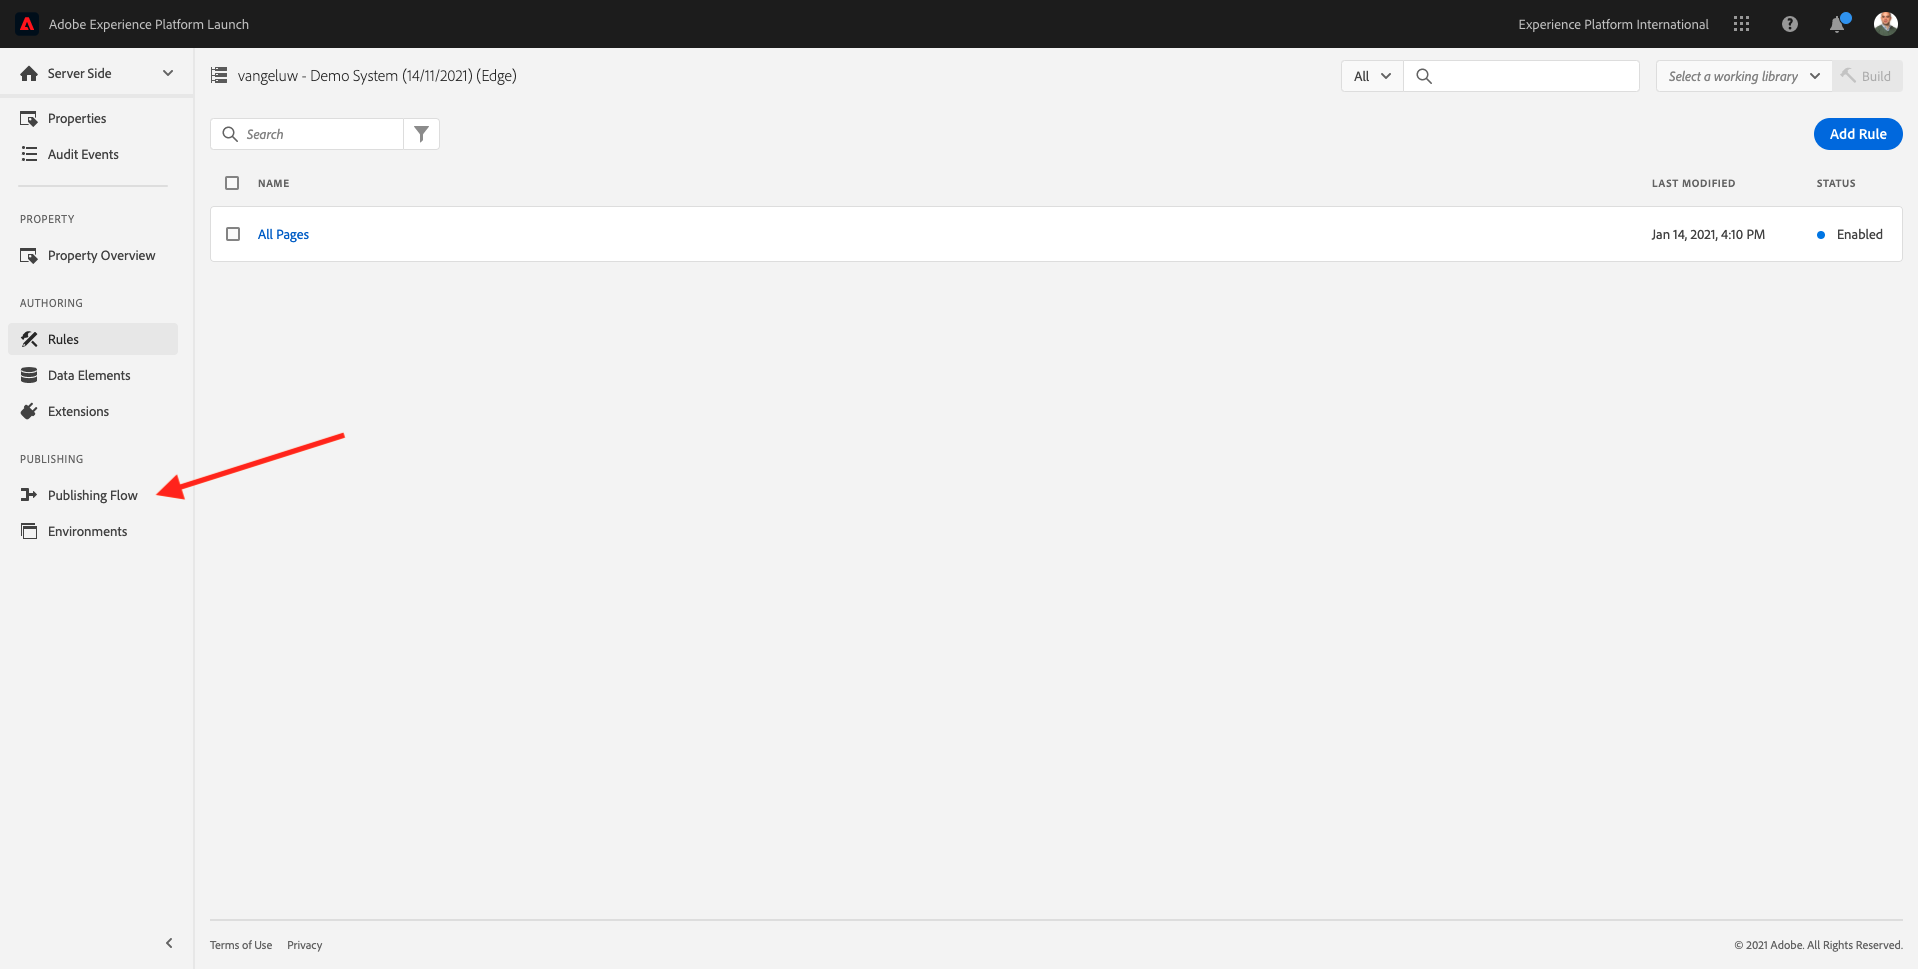 Adobe Experience Platform Launch
Experience Platform International
Server Side
vangeluw - Demo System (14/11/2021) (Edge)
All
Select a working library
Build
Properties
Audit Events
Search
Add Rule
NAME
LAST MODIFIED
STATUS
All Pages
Jan 14, 2021, 4:10 PM
Enabled
PROPERTY
Property Overview
AUTHORING
Rules
Data Elements
Extensions
PUBLISHING
Publishing Flow
Environments
Terms of Use
Privacy
© 2021 Adobe. All Rights Reserved.